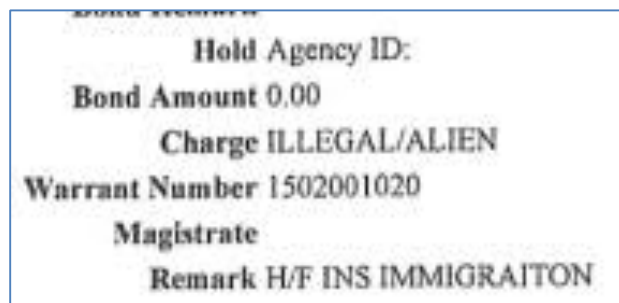 Hold Agency ID:
Bond Amount 0.00
Charge ILLEGAL/ALIEN
Warrant Number 1502001020
Magistrate
Remark H/F INS IMMIGRAITON